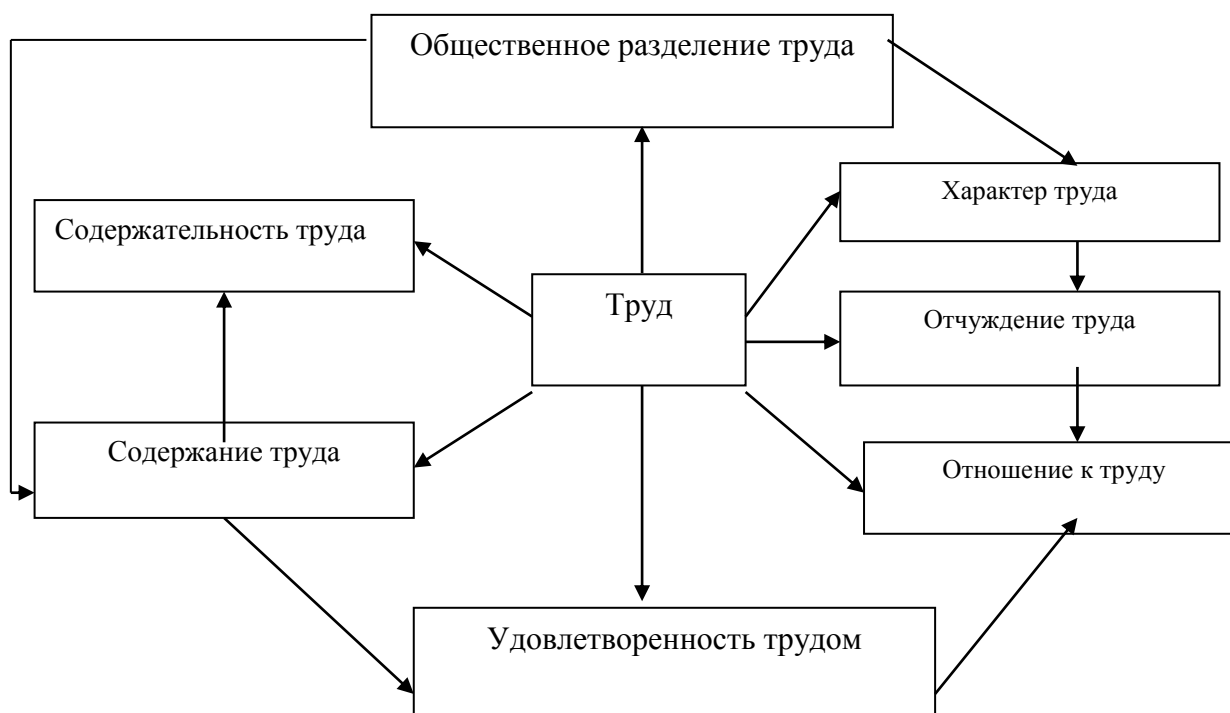 Общественное разделение труда
Характер труда
Содержательность труда
Труд
Отчуждение труда
Содержание труда
Отношение к труду
Удовлетворенность трудом